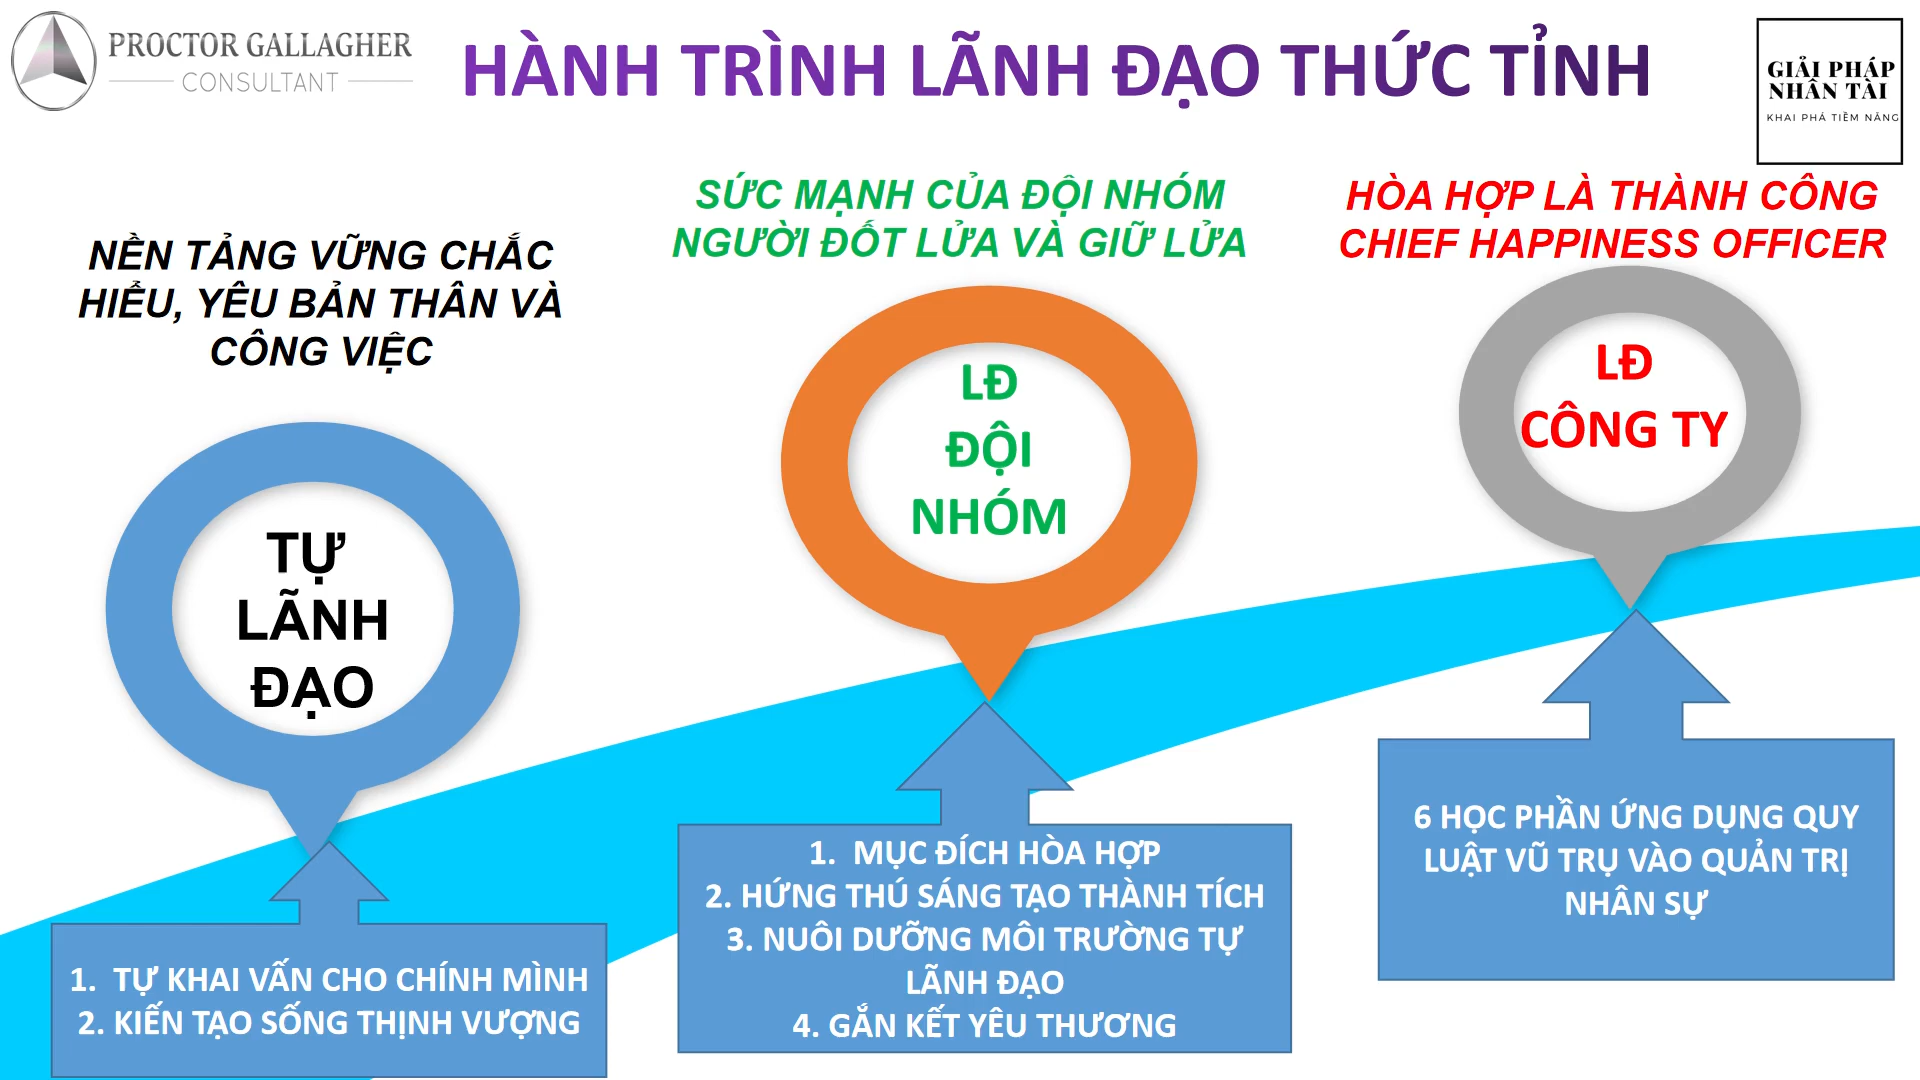 PROCTOR GALLAGHER
CONSULTANT
HÀNH TRÌNH LÃNH ĐẠO THỨC TỈNH
GIẢI PHÁP
NHÂN TÀI
KHAI PHÁ TIỀM NĂNG
NỀN TẢNG VỮNG CHẮC
HIỂU, YÊU BẢN THÂN VÀ
CÔNG VIỆC
SỨC MẠNH CỦA ĐỘI NHÓM
NGƯỜI ĐỐT LỬA VÀ GIỮ LỬA
HÒA HỢP LÀ THÀNH CÔNG
CHIEF HAPPINESS OFFICER
TỰ
LÃNH
ĐẠO
LĐ
ĐỘI
NHÓM
LĐ
CÔNG TY
1. TỰ KHAI VẤN CHO CHÍNH MÌNH
2. KIẾN TẠO SỐNG THỊNH VƯỢNG
1. MỤC ĐÍCH HÒA HỢP
2. HỨNG THÚ SÁNG TẠO THÀNH TÍCH
3. NUÔI DƯỠNG MÔI TRƯỜNG TỰ
LÃNH ĐẠO
4. GẮN KẾT YÊU THƯƠNG
6 HỌC PHẦN ỨNG DỤNG QUY
LUẬT VŨ TRỤ VÀO QUẢN TRỊ
NHÂN SỰ